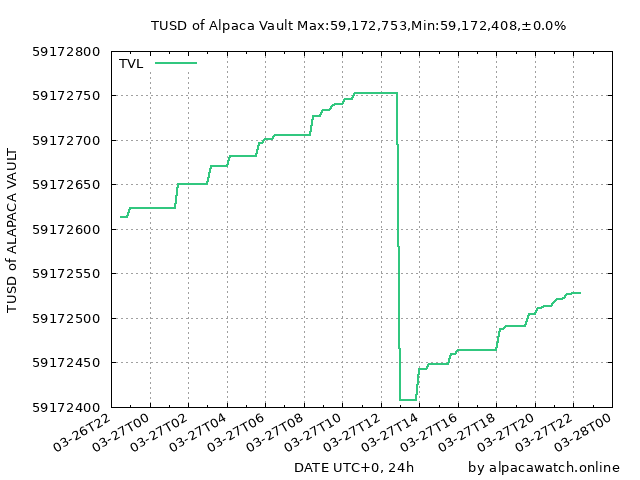 TUSD of Alpaca Vault Max:59,172,753,Min:59,172,408,±0.0%
TVL
TUSD of ALAPACA VAULT
59172800
59172750
59172700
59172650
59172600
59172550
59172500
59172450
59172400
03-26T22
03-27T00
03-27T02
03-27T04
03-27T06
03-27T08
03-27T10
03-27T12
03-27T14
03-27T16
03-27T18
03-27T20
03-27T22
03-28T00
DATE UTC+0, 24h
by alpacawatch.online